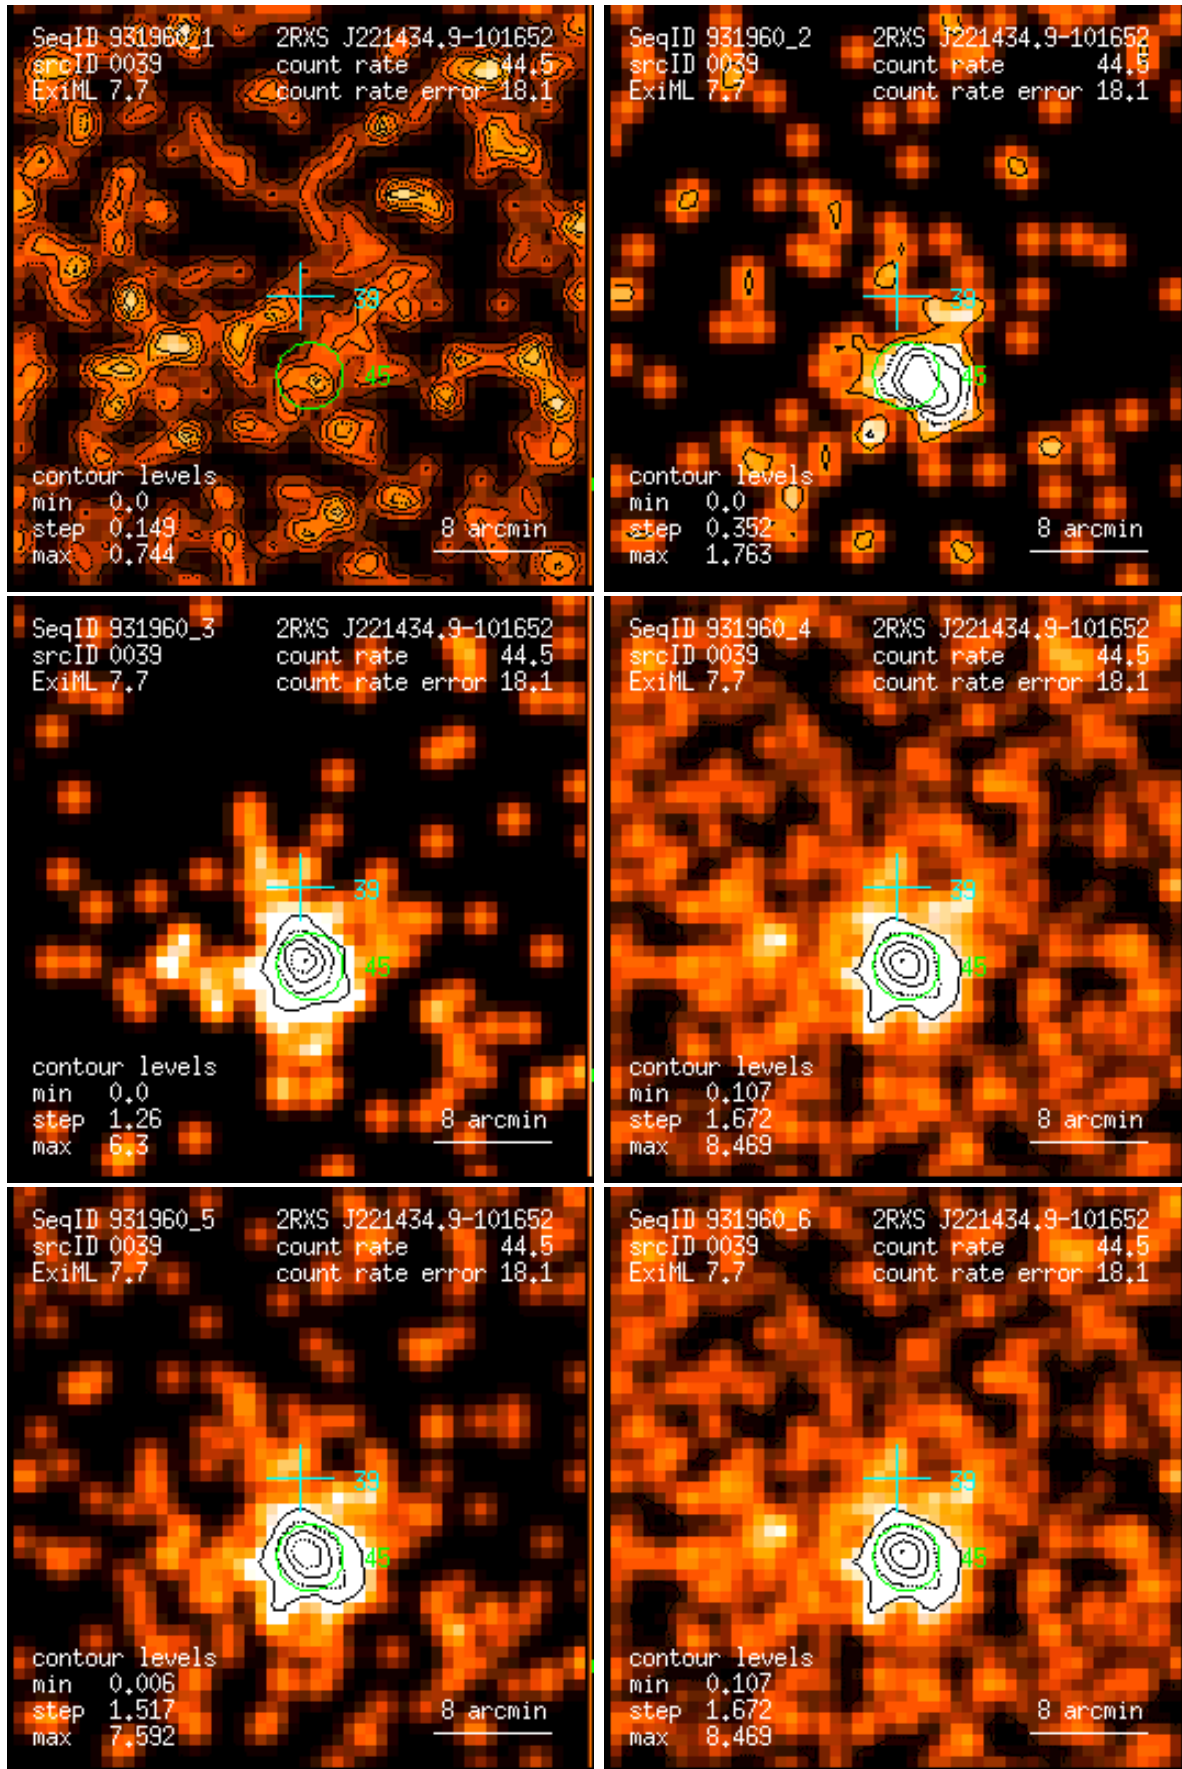 SeqID 931960_1 2RXS J221434.9-101652
srcID 0039 count rate 44.5
ExiML 7.7 count rate error 18.1
39
45
contour levels
min 0.0
step 0.149
max 0.744
8 arcmin
SeqID 931960_2 2RXS J221434.9-101652
srcID 0039 count rate 44.5
ExiML 7.7 count rate error 18.1
39
45
contour levels
min 0.0
step 0.352
max 1.763
8 arcmin
SeqID 931960_3 2RXS J221434.9-101652
srcID 0039 count rate 44.5
ExiML 7.7 count rate error 18.1
39
45
contour levels
min 0.0
step 1.26
max 6.3
8 arcmin
SeqID 931960_4 2RXS J221434.9-101652
srcID 0039 count rate 44.5
ExiML 7.7 count rate error 18.1
39
45
contour levels
min 0.107
step 1.672
max 8.469
8 arcmin
SeqID 931960_5 2RXS J221434.9-101652
srcID 0039 count rate 44.5
ExiML 7.7 count rate error 18.1
39
45
contour levels
min 0.006
step 1.517
max 7.592
8 arcmin
SeqID 931960_6 2RXS J221434.9-101652
srcID 0039 count rate 44.5
ExiML 7.7 count rate error 18.1
39
45
contour levels
min 0.107
step 1.672
max 8.469
8 arcmin